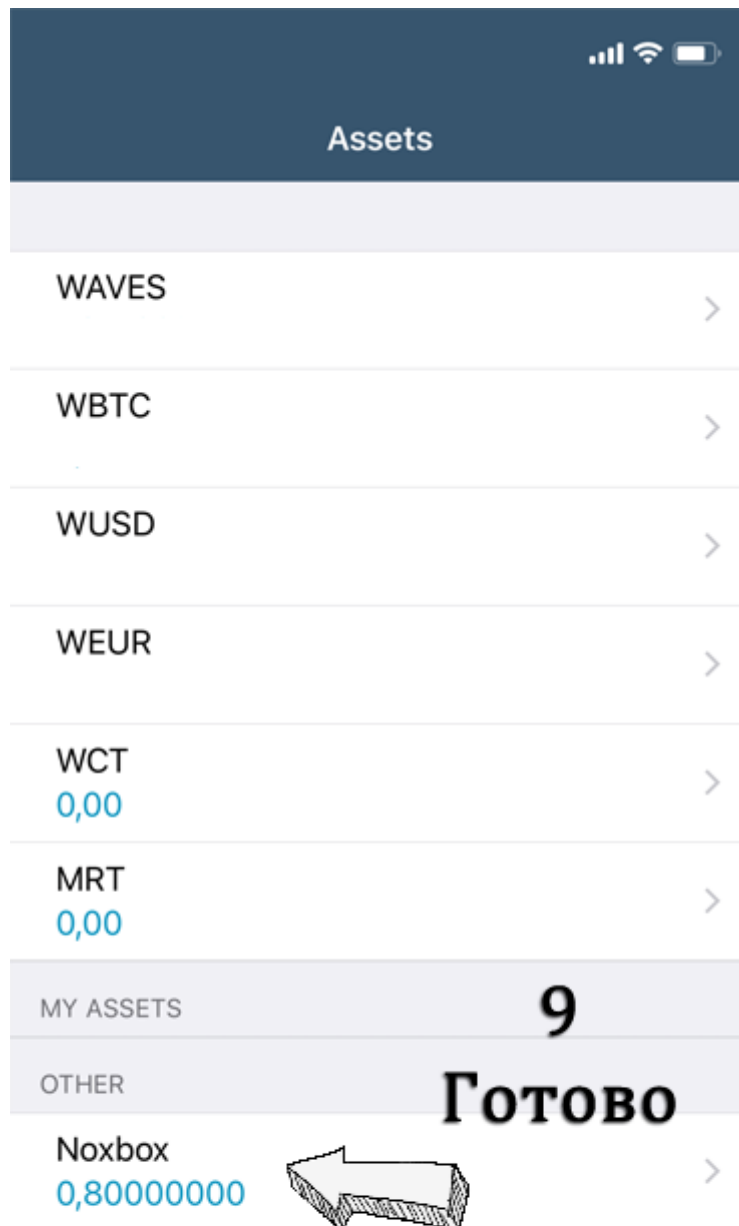 Assets
WAVES
WBTC
WUSD
WEUR
WCT
0,00
MRT
0,00
MY ASSETS
9
OTHER
Готово
Noxbox
0,80000000